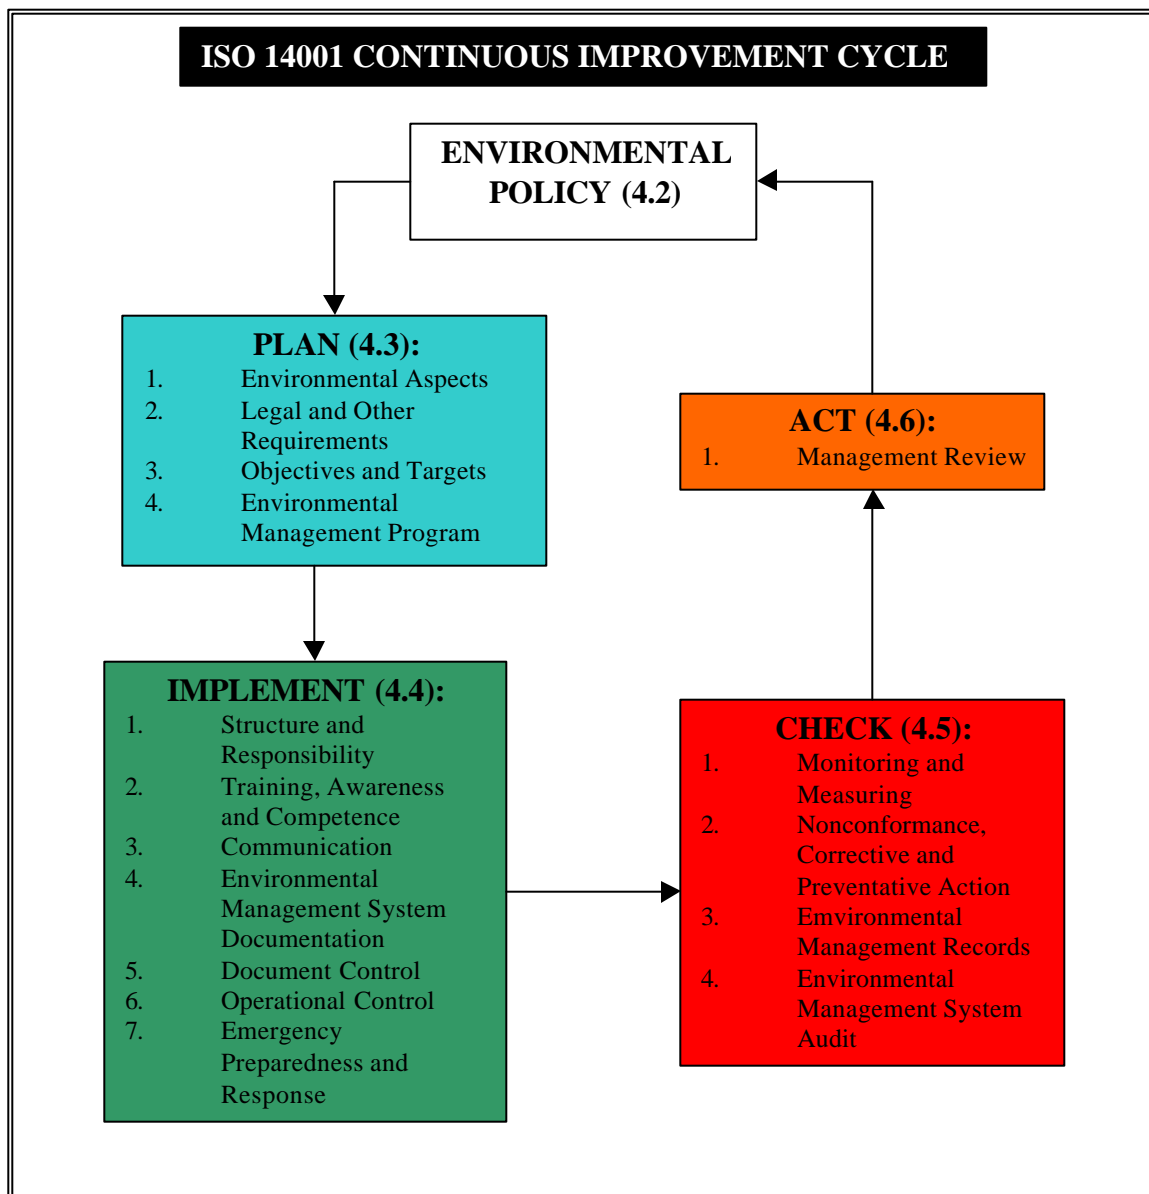 ISO 14001 CONTINUOUS IMPROVEMENT CYCLE
ENVIRONMENTAL
POLICY (4.2)
PLAN (4.3):
1. Environmental Aspects
2. Legal and Other
Requirements
3. Objectives and Targets
4. Environmental
Management Program
ACT (4.6):
1. Management Review
IMPLEMENT (4.4):
1. Structure and
Responsibility
2. Training, Awareness
and Competence
3. Communication
4. Environmental
Management System
Documentation
5. Document Control
6. Operational Control
7. Emergency
Preparedness and
Response
CHECK (4.5):
1. Monitoring and
Measuring
2. Nonconformance,
Corrective and
Preventative Action
3. Emvironmental
Management Records
4. Environmental
Management System
Audit